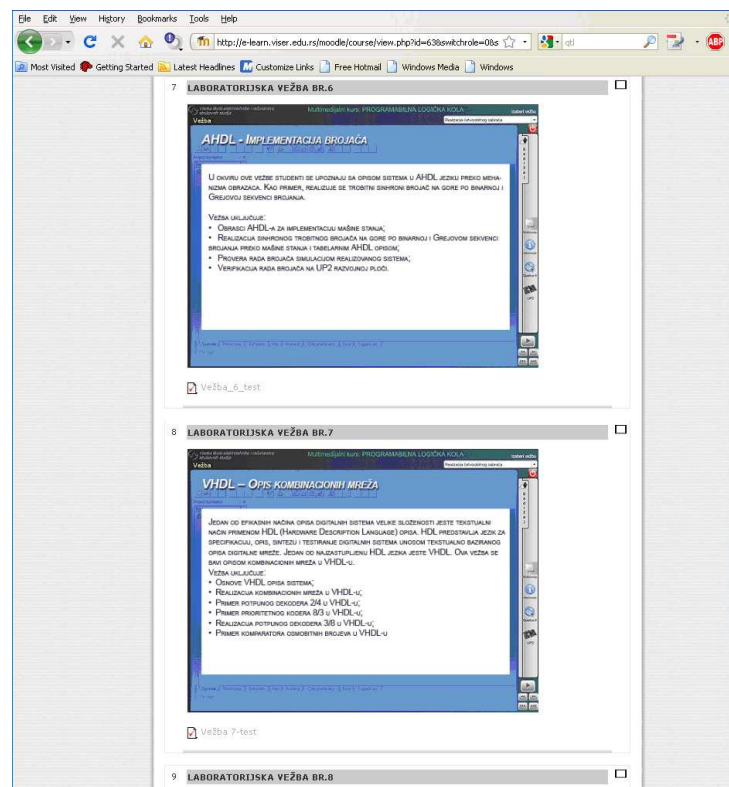 File Edit View History Bookmarks Tools Help
http://e-learn.viser.edu.rs/moodle/course/view.php?id=63&switchrole=0&s
qtl
ABP
Most Visited Getting Started Latest Headlines Customize Links Free Hotmail Windows Media Windows
7 LABORATORIJSKA VEŽBA BR.6
Multimedijalni kurs: PROGRAMABILNA LOGIČKA KOLA
Vežba
AHDL - IMPLEMENTACIJA BROJAČA
U OKVIRU OVE VEŽBE STUDENTI SE UPOZNAJU SA OPISOM SISTEMA U AHDL JEZIKU PREKO MEHA-
NIZMA OBRAZACA. KAO PRIMER, REALIZUJE SE TROBITNI SINHRONI BROJAČ NA GORE PO BINARNOJ I
GREJOVOJ SEKVENCI BROJANJA.
VEŽBA UKLJUČUJE:
• OBRASCI AHDL-A ZA IMPLEMENTACIJU MAŠINE STANJA;
• REALIZACIJA SINHRONOG TROBITNOG BROJAČA NA GORE PO BINARNOJ I GREJOVOM SEKVENCI
BROJANJA PREKO MAŠINE STANJA I TABELARNIM AHDL OPISOM;
• PROVERA RADA BROJAČA SIMULACIJOM REALIZOVANOG SISTEMA;
• VERIFIKACIJA RADA BROJAČA NA UP2 RAZVOJNOJ PLOČI.
Vežba_6_test
8 LABORATORIJSKA VEŽBA BR.7
Multimedijalni kurs: PROGRAMABILNA LOGIČKA KOLA
Vežba
VHDL – OPIS KOMBINACIONIH MREŽA
JEDAN OD EFIKASNIH NAČINA OPISA DIGITALNIH SISTEMA VELIKE SLOŽENOSTI JESTE TEKSTUALNI
NAČIN PRIMENOM HDL (HARDWARE DESCRIPTION LANGUAGE) OPISA. HDL PREDSTAVLJA JEZIK ZA
SPECIFIKACIJU, OPIS, SINTEZU I TESTIRANJE DIGITALNIH SISTEMA UNOSOM TEKSTUALNO BAZIRANOG
OPISA DIGITALNE MREŽE. JEDAN OD NAJZASTUPLJENIJ HDL JEZIKA JESTE VHDL. OVA VEŽBA SE
BAVI OPISOM KOMBINACIONIH MREŽA U VHDL-U.
VEŽBA UKLJUČUJE:
• OSNOVE VHDL OPISA SISTEMA;
• REALIZACIJA KOMBINACIONIH MREŽA U VHDL-U;
• PRIMER POTPUNOG DEKODERA 2/4 U VHDL-U;
• PRIMER PRIORITETNOG KODERA 8/3 U VHDL-U;
• REALIZACIJA POTPUNOG DEKODERA 3/8 U VHDL-U;
• PRIMER KOMPARATORA OSMOBITNIH BROJEVA U VHDL-U
Vežba 7-test
9 LABORATORIJSKA VEŽBA BR.8